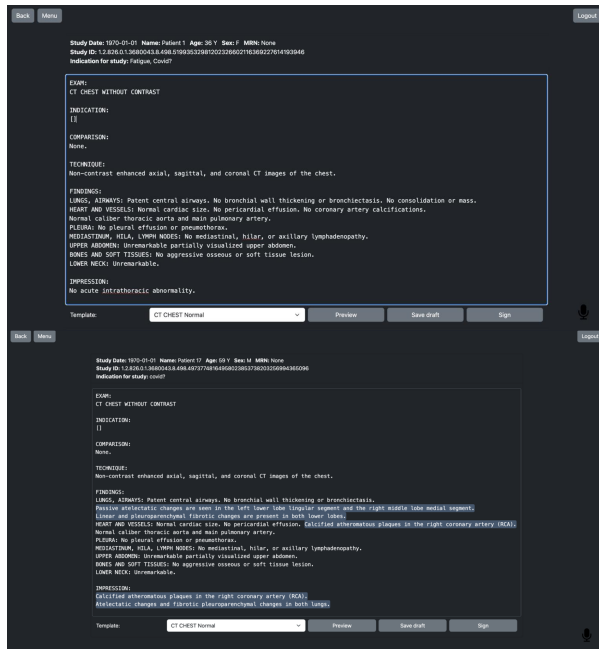 Back Menu Logout
Study Date: 1970-01-01 Name: Patient 1 Age: 36 Y Sex: F MRN: None
Study ID: 1.2.826.0.1.3680043.8.498.51993532981202326602116369227614193946
Indication for study: Fatigue, Covid?
EXAM:
CT CHEST WITHOUT CONTRAST
INDICATION:
[]
COMPARISON:
None.
TECHNIQUE:
Non-contrast enhanced axial, sagittal, and coronal CT images of the chest.
FINDINGS:
LUNGS, AIRWAYS: Patent central airways. No bronchial wall thickening or bronchiectasis. No consolidation or mass.
HEART AND VESSELS: Normal cardiac size. No pericardial effusion. No coronary artery calcifications.
Normal caliber thoracic aorta and main pulmonary artery.
PLEURA: No pleural effusion or pneumothorax.
MEDIASTINUM, HILA, LYMPH NODES: No mediastinal, hilar, or axillary lymphadenopathy.
UPPER ABDOMEN: Unremarkable partially visualized upper abdomen.
BONES AND SOFT TISSUES: No aggressive osseous or soft tissue lesion.
LOWER NECK: Unremarkable.
IMPRESSION:
No acute intrathoracic abnormality.
Template: CT CHEST Normal Preview Save draft Sign
Back Menu Logout
Study Date: 1970-01-01 Name: Patient 17 Age: 59 Y Sex: M MRN: None
Study ID: 1.2.826.0.1.3680043.8.498.49737748164958023853738203256994365096
Indication for study: covid?
EXAM:
CT CHEST WITHOUT CONTRAST
INDICATION:
[]
COMPARISON:
None.
TECHNIQUE:
Non-contrast enhanced axial, sagittal, and coronal CT images of the chest.
FINDINGS:
LUNGS, AIRWAYS: Patent central airways. No bronchial wall thickening or bronchiectasis.
Passive atelectatic changes are seen in the left lower lobe lingular segment and the right middle lobe medial segment.
Linear and pleuroparenchymal fibrotic changes are present in both lower lobes.
HEART AND VESSELS: Normal cardiac size. No pericardial effusion. Calcified atheromatous plaques in the right coronary artery (RCA).
Normal caliber thoracic aorta and main pulmonary artery.
PLEURA: No pleural effusion or pneumothorax.
MEDIASTINUM, HILA, LYMPH NODES: No mediastinal, hilar, or axillary lymphadenopathy.
UPPER ABDOMEN: Unremarkable partially visualized upper abdomen.
BONES AND SOFT TISSUES: No aggressive osseous or soft tissue lesion.
LOWER NECK: Unremarkable.
IMPRESSION:
Calcified atheromatous plaques in the right coronary artery (RCA).
Atelectatic changes and fibrotic pleuroparenchymal changes in both lungs.
Template: CT CHEST Normal Preview Save draft Sign